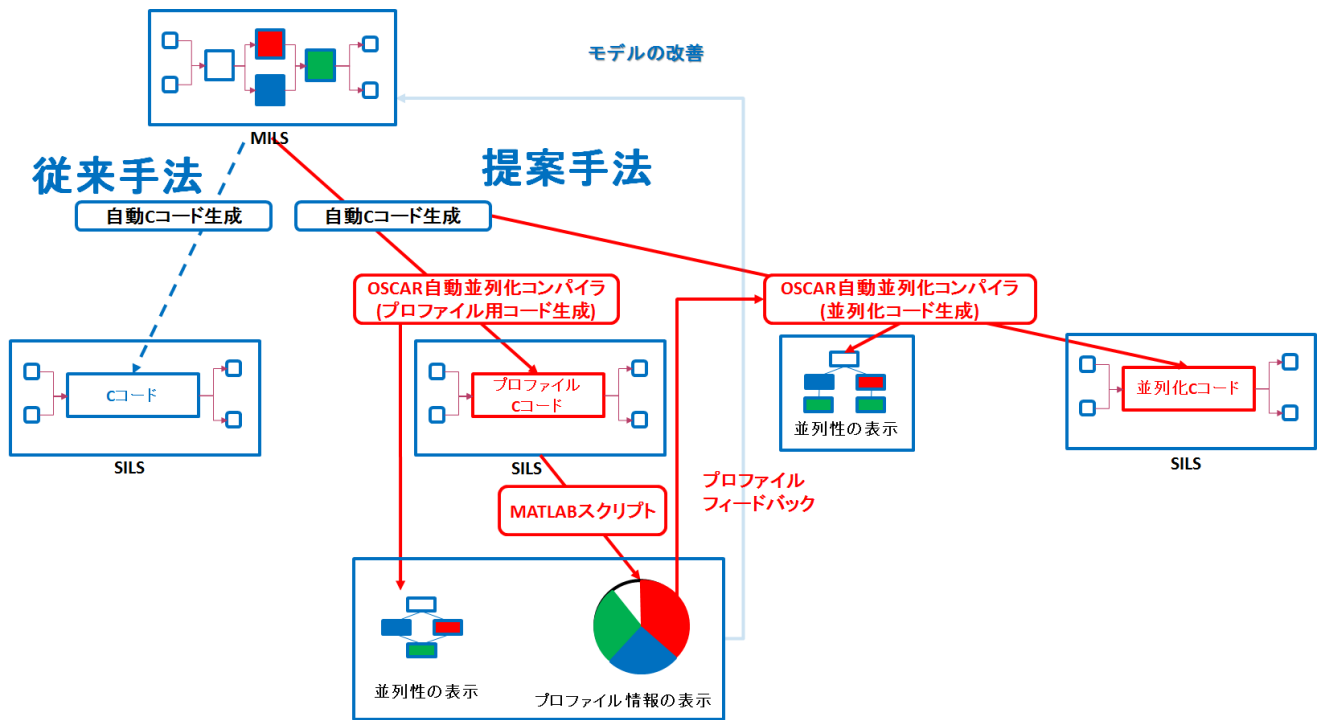 モデルの改善
MILS
従来手法
提案手法
自動Cコード生成
自動Cコード生成
OSCAR自動並列化コンパイラ
(プロファイル用コード生成)
OSCAR自動並列化コンパイラ
(並列化コード生成)
Cコード
SILS
プロファイル
Cコード
SILS
並列性の表示
並列化Cコード
SILS
プロファイル
フィードバック
MATLABスクリプト
並列性の表示
プロファイル情報の表示